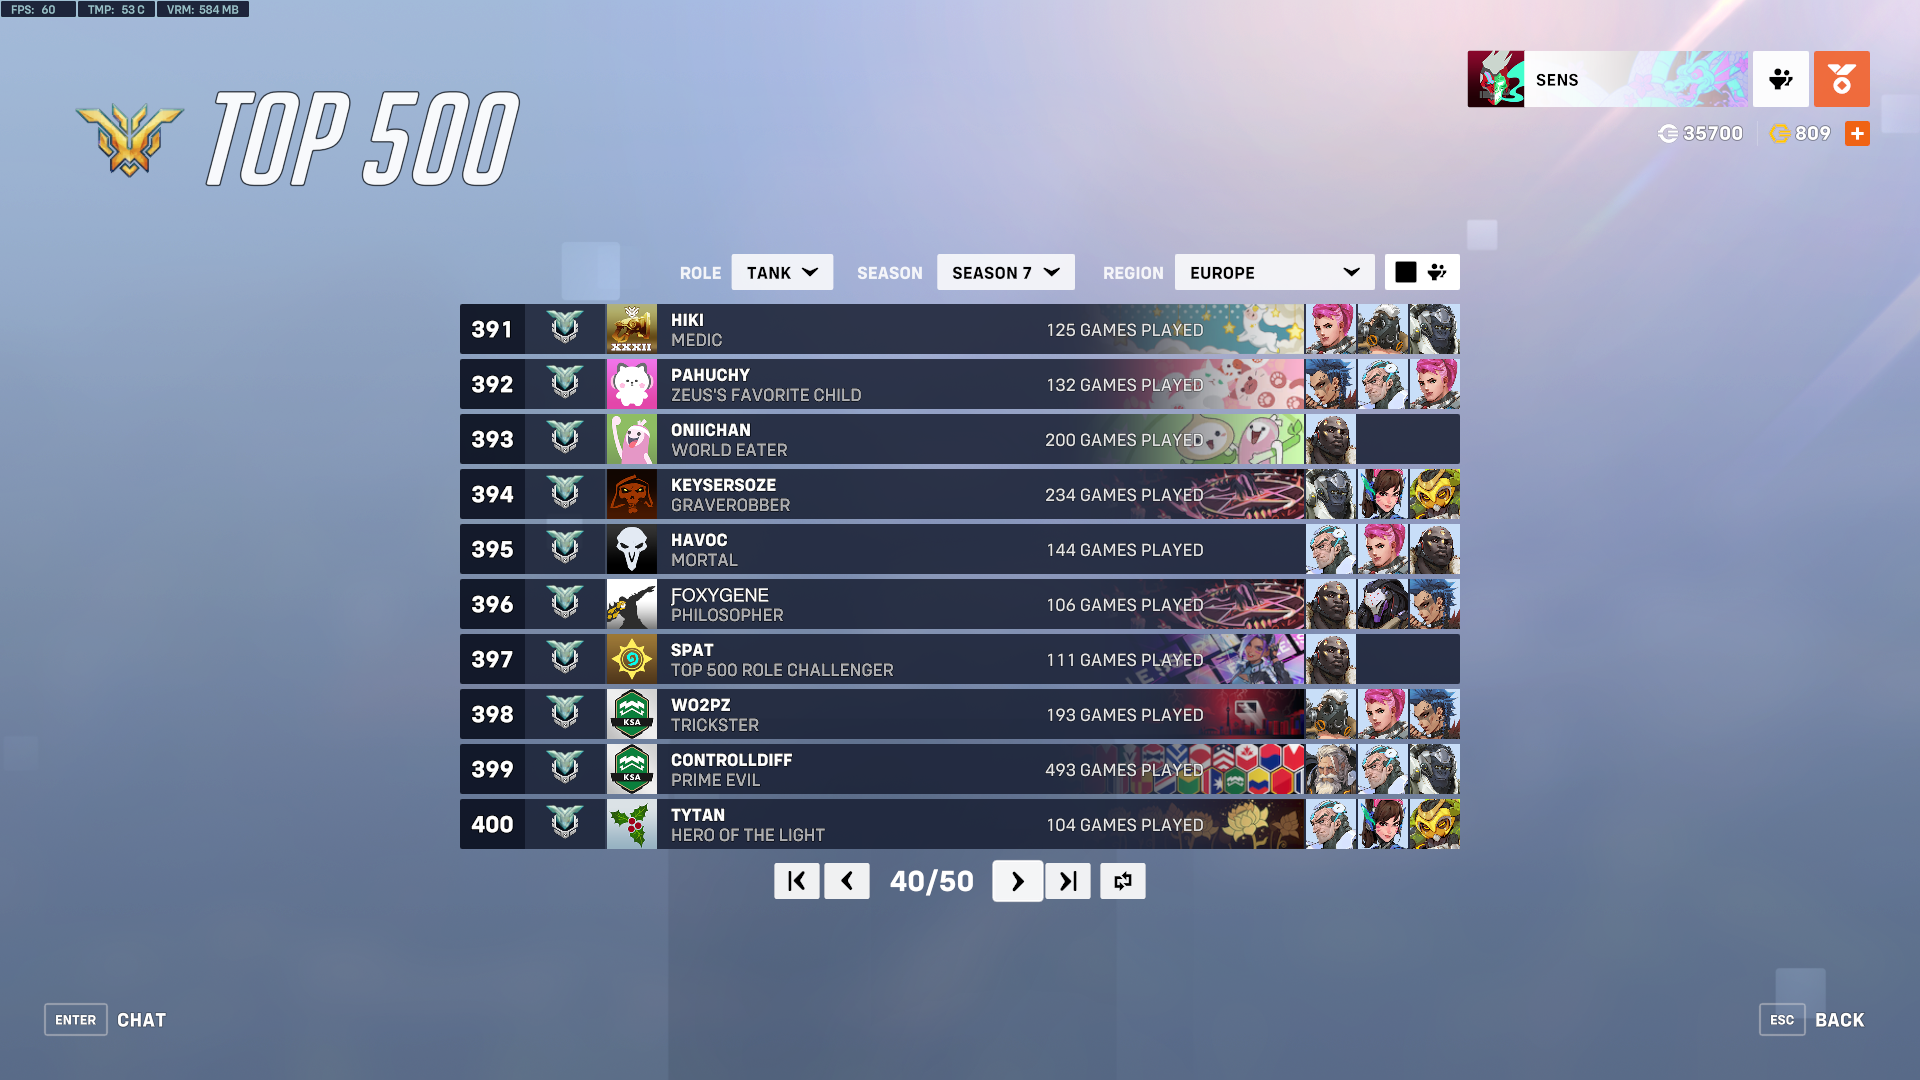 FPS: 60 TMP: 53 C VRM: 584 MB
TOP 500
SENS
35700 809
ROLE TANK SEASON SEASON 7 REGION EUROPE
391 XXXII HIKI MEDIC 125 GAMES PLAYED
392 PAHUCHY ZEUS'S FAVORITE CHILD 132 GAMES PLAYED
393 ONIICHAN WORLD EATER 200 GAMES PLAYED
394 KEYSERSOZE GRAVEROBBER 234 GAMES PLAYED
395 HAVOC MORTAL 144 GAMES PLAYED
396 ƑOXYGENE PHILOSOPHER 106 GAMES PLAYED
397 SPAT TOP 500 ROLE CHALLENGER 111 GAMES PLAYED
398 KSA WO2PZ TRICKSTER 193 GAMES PLAYED
399 KSA CONTROLLDIFF PRIME EVIL 493 GAMES PLAYED
400 TYTAN HERO OF THE LIGHT 104 GAMES PLAYED
40/50
ENTER CHAT
ESC BACK